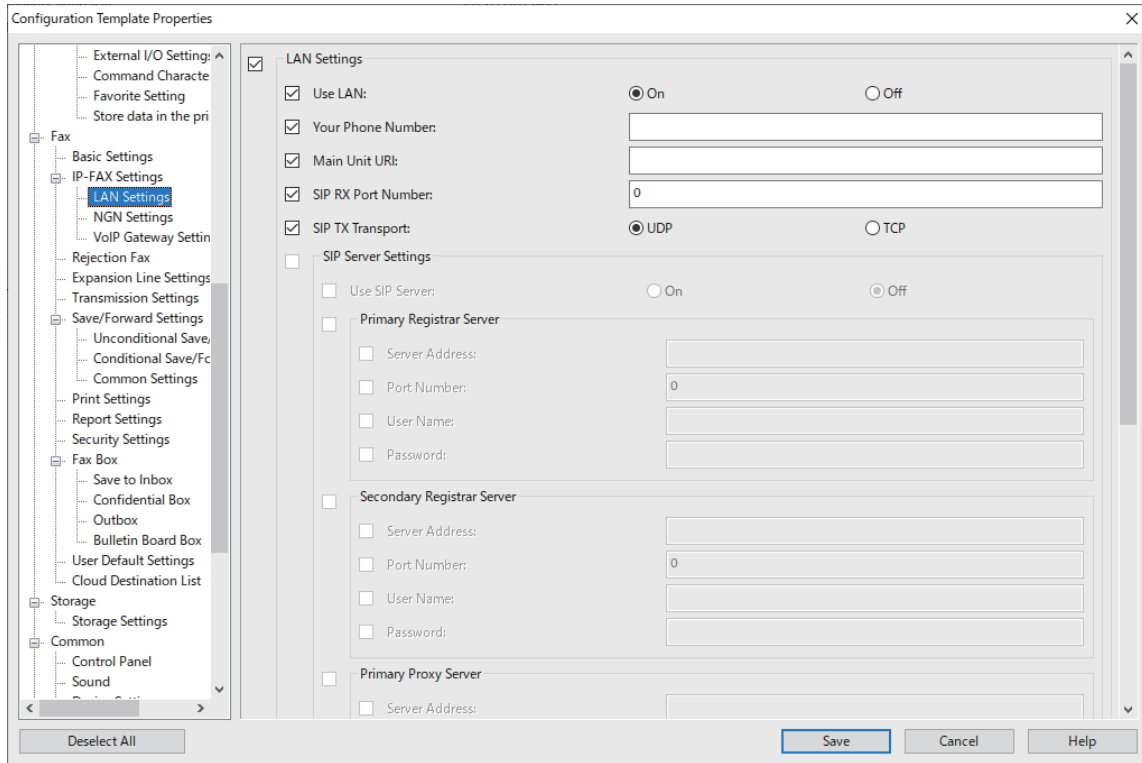 Configuration Template Properties
External I/O Setting:
Command Characte
Favorite Setting
Store data in the pri
Fax
Basic Settings
IP-FAX Settings
LAN Settings
NGN Settings
VoIP Gateway Settin
Rejection Fax
Expansion Line Settings
Transmission Settings
Save/Forward Settings
Unconditional Save/
Conditional Save/Fc
Common Settings
Print Settings
Report Settings
Security Settings
Fax Box
Save to Inbox
Confidential Box
Outbox
Bulletin Board Box
User Default Settings
Cloud Destination List
Storage
Storage Settings
Common
Control Panel
Sound
LAN Settings
Use LAN: On Off
Your Phone Number:
Main Unit URI:
SIP RX Port Number: 0
SIP TX Transport: UDP TCP
SIP Server Settings
Use SIP Server: On Off
Primary Registrar Server
Server Address:
Port Number: 0
User Name:
Password:
Secondary Registrar Server
Server Address:
Port Number: 0
User Name:
Password:
Primary Proxy Server
Server Address:
Deselect All Save Cancel Help